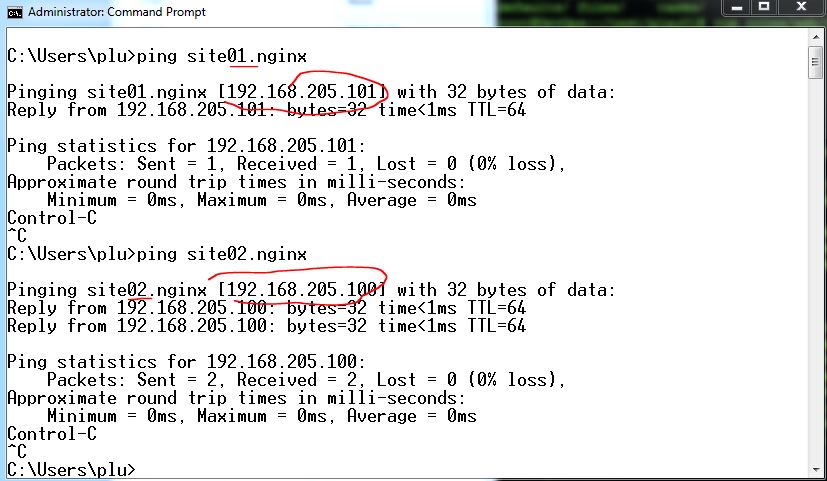 Administrator: Command Prompt
C:\Users\plu>ping site01.nginx
Pinging site01.nginx [192.168.205.101] with 32 bytes of data:
Reply from 192.168.205.101: bytes=32 time<1ms TTL=64
Ping statistics for 192.168.205.101:
    Packets: Sent = 1, Received = 1, Lost = 0 (0% loss),
Approximate round trip times in milli-seconds:
    Minimum = 0ms, Maximum = 0ms, Average = 0ms
Control-C
^C
C:\Users\plu>ping site02.nginx
Pinging site02.nginx [192.168.205.100] with 32 bytes of data:
Reply from 192.168.205.100: bytes=32 time<1ms TTL=64
Reply from 192.168.205.100: bytes=32 time<1ms TTL=64
Ping statistics for 192.168.205.100:
    Packets: Sent = 2, Received = 2, Lost = 0 (0% loss),
Approximate round trip times in milli-seconds:
    Minimum = 0ms, Maximum = 0ms, Average = 0ms
Control-C
^C
C:\Users\plu>